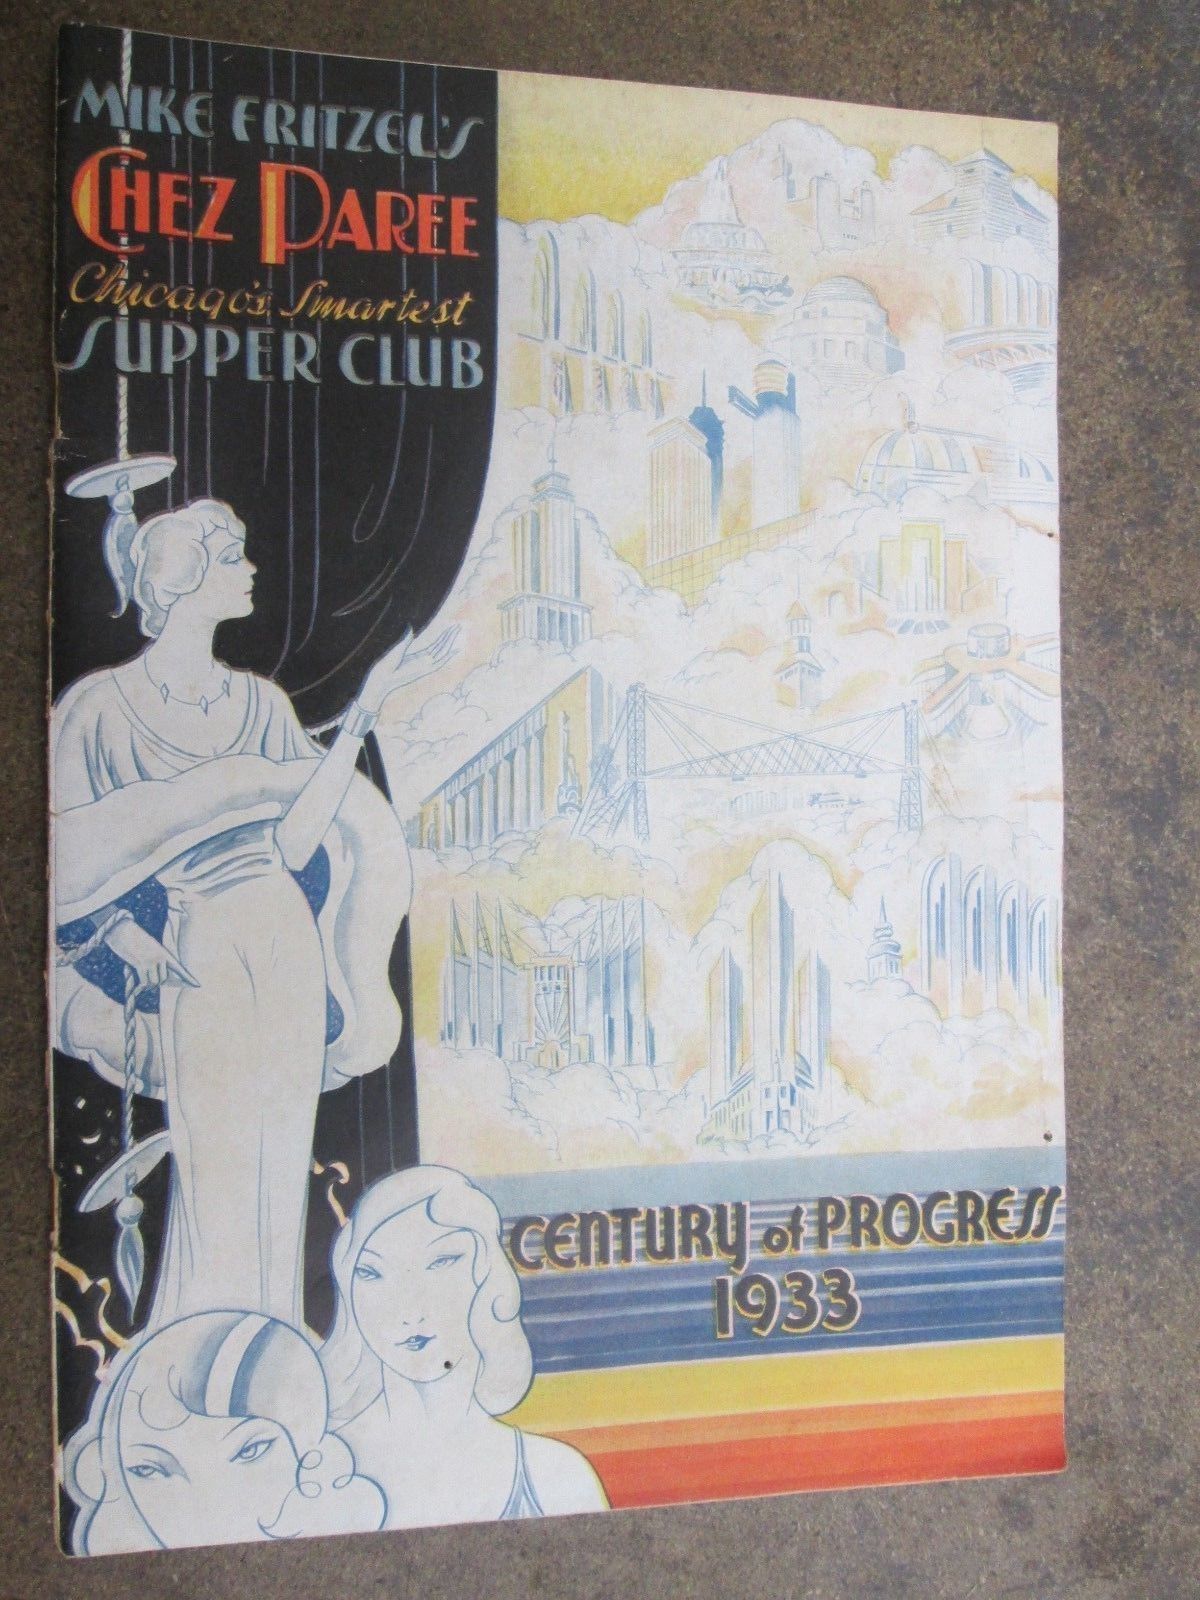 MIKE FRITZEL'S
CHEZ PAREE
Chicago's Smartest
SUPPER CLUB
CENTURY of PROGRESS
1933